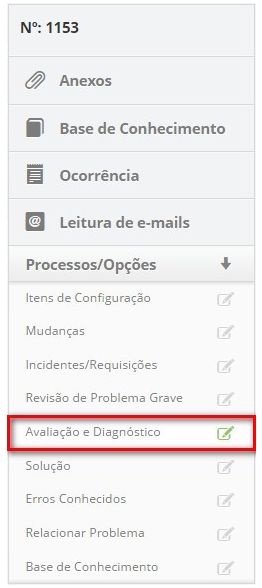 Nº: 1153
Anexos
Base de Conhecimento
Ocorrência
Leitura de e-mails
Processos/Opções
Itens de Configuração
Mudanças
Incidentes/Requisições
Revisão de Problema Grave
Avaliação e Diagnóstico
Solução
Erros Conhecidos
Relacionar Problema
Base de Conhecimento